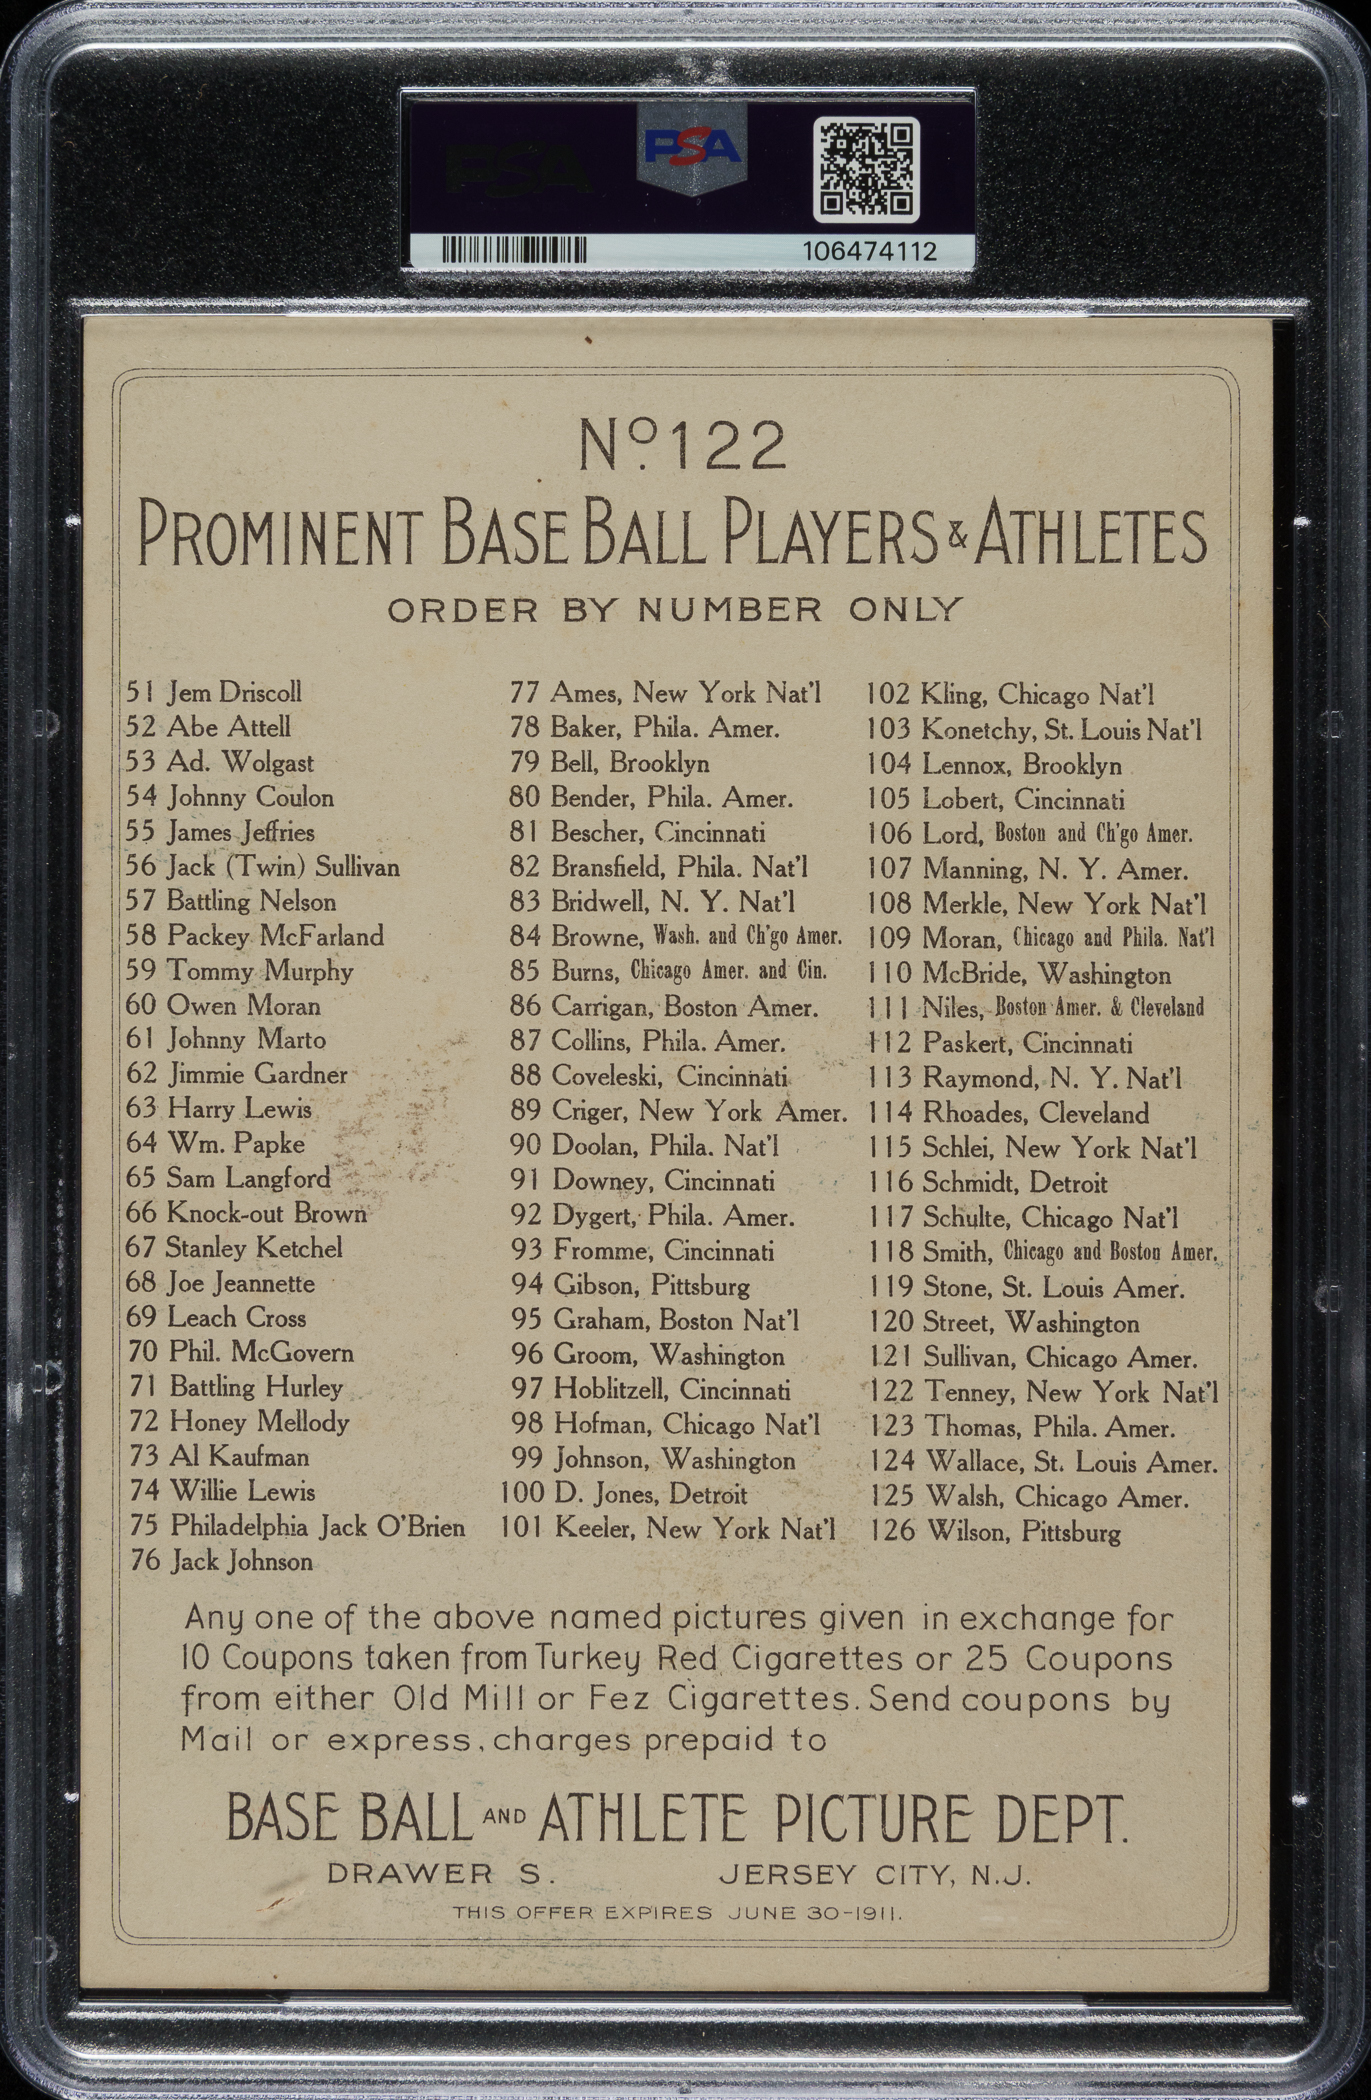 PSA
PSA
106474112
No. 122
PROMINENT BASE BALL PLAYERS & ATHLETES
ORDER BY NUMBER ONLY
51 Jem Driscoll
52 Abe Attell
53 Ad. Wolgast
54 Johnny Coulon
55 James Jeffries
56 Jack (Twin) Sullivan
57 Battling Nelson
58 Packey McFarland
59 Tommy Murphy
60 Owen Moran
61 Johnny Marto
62 Jimmie Gardner
63 Harry Lewis
64 Wm. Papke
65 Sam Langford
66 Knock-out Brown
67 Stanley Ketchel
68 Joe Jeannette
69 Leach Cross
70 Phil. McGovern
71 Battling Hurley
72 Honey Mellody
73 Al Kaufman
74 Willie Lewis
75 Philadelphia Jack O'Brien
76 Jack Johnson
77 Ames, New York Nat'l
78 Baker, Phila. Amer.
79 Bell, Brooklyn
80 Bender, Phila. Amer.
81 Bescher, Cincinnati
82 Bransfield, Phila. Nat'l
83 Bridwell, N. Y. Nat'l
84 Browne, Wash. and Ch'go Amer.
85 Burns, Chicago Amer. and Cin.
86 Carrigan, Boston Amer.
87 Collins, Phila. Amer.
88 Coveleski, Cincinnati
89 Criger, New York Amer.
90 Doolan, Phila. Nat'l
91 Downey, Cincinnati
92 Dygert, Phila. Amer.
93 Fromme, Cincinnati
94 Gibson, Pittsburg
95 Graham, Boston Nat'l
96 Groom, Washington
97 Hoblitzell, Cincinnati
98 Hofman, Chicago Nat'l
99 Johnson, Washington
100 D. Jones, Detroit
101 Keeler, New York Nat'l
102 Kling, Chicago Nat'l
103 Konetchy, St. Louis Nat'l
104 Lennox, Brooklyn
105 Lobert, Cincinnati
106 Lord, Boston and Ch'go Amer.
107 Manning, N. Y. Amer.
108 Merkle, New York Nat'l
109 Moran, Chicago and Phila. Nat'l
110 McBride, Washington
111 Niles, Boston Amer. & Cleveland
112 Paskert, Cincinnati
113 Raymond, N. Y. Nat'l
114 Rhoades, Cleveland
115 Schlei, New York Nat'l
116 Schmidt, Detroit
117 Schulte, Chicago Nat'l
118 Smith, Chicago and Boston Amer.
119 Stone, St. Louis Amer.
120 Street, Washington
121 Sullivan, Chicago Amer.
122 Tenney, New York Nat'l
123 Thomas, Phila. Amer.
124 Wallace, St. Louis Amer.
125 Walsh, Chicago Amer.
126 Wilson, Pittsburg
Any one of the above named pictures given in exchange for
10 Coupons taken from Turkey Red Cigarettes or 25 Coupons
from either Old Mill or Fez Cigarettes. Send coupons by
Mail or express, charges prepaid to
BASE BALL AND ATHLETE PICTURE DEPT.
DRAWER S. JERSEY CITY, N.J.
THIS OFFER EXPIRES JUNE 30-1911.